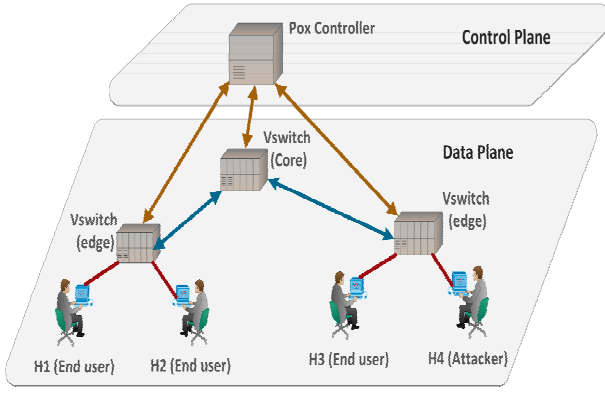 Pox Controller
Control Plane
Vswitch
(Core)
Data Plane
Vswitch
(edge)
Vswitch
(edge)
H1 (End user)
H2 (End user)
H3 (End user)
H4 (Attacker)